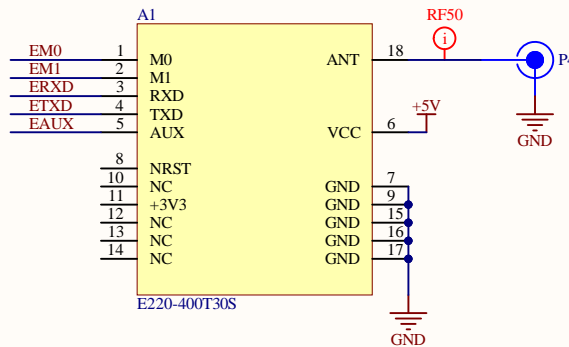 A1
RF50
EM0 1 M0 ANT 18
EM1 2 M1
ERXD 3 RXD
ETXD 4 TXD
EAUX 5 AUX VCC 6 +5V
GND
8 NRST
10 NC GND 7
11 +3V3 GND 9
12 NC GND 15
13 NC GND 16
14 NC GND 17
E220-400T30S
GND